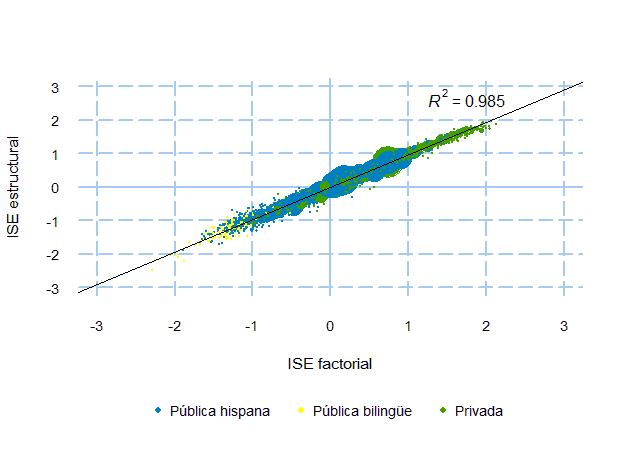 R² = 0.985
3
2
1
0
-1
-2
-3
ISE estructural
-3 -2 -1 0 1 2 3
ISE factorial
Pública hispana Pública bilingüe Privada